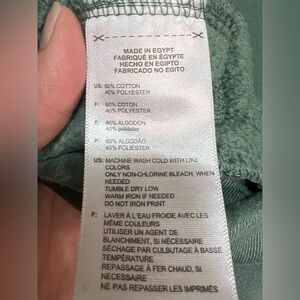 MADE IN EGYPT
FABRIQUÉ EN ÉGYPTE
HECHO EN EGIPTO
FABRICADO NO EGITO
US: 60% COTTON
40% POLYESTER
F: 60% COTON
40% POLYESTER
E: 60% ALGODON
40% poliéster
P: 60% ALGODÃO
40% POLIÉSTER
US: MACHINE WASH COLD WITH LIKE
COLORS
ONLY NON-CHLORINE BLEACH, WHEN
NEEDED
TUMBLE DRY LOW
WARM IRON IF NEEDED
DO NOT IRON PRINT
F: LAVER À L'EAU FROIDE AVEC LES
MÊME COULEURS
UTILISER UN AGENT DE
BLANCHIMENT, SI NÉCESSAIRE
SÉCHAGE PAR CULBUTAGE À BASSE
TEMPÉRATURE
REPASSAGE À FER CHAUD, SI
NÉCESSAIRE
NE PAS REPASSER LES IMPRIMÉS